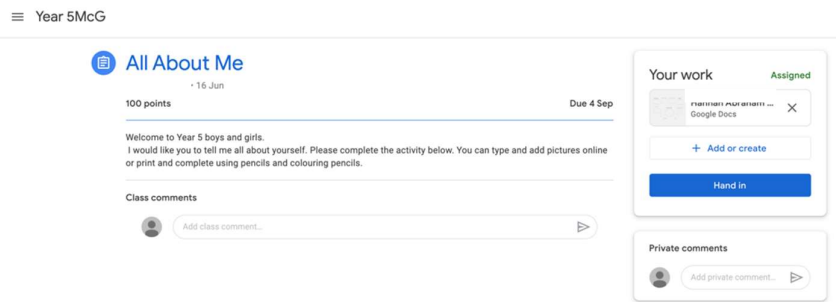 Year 5McG
All About Me
• 16 Jun
100 points
Due 4 Sep
Welcome to Year 5 boys and girls.
I would like you to tell me all about yourself. Please complete the activity below. You can type and add pictures online
or print and complete using pencils and colouring pencils.
Class comments
Add class comment...
Your work
Assigned
Google Docs
+ Add or create
Hand in
Private comments
Add private comment...